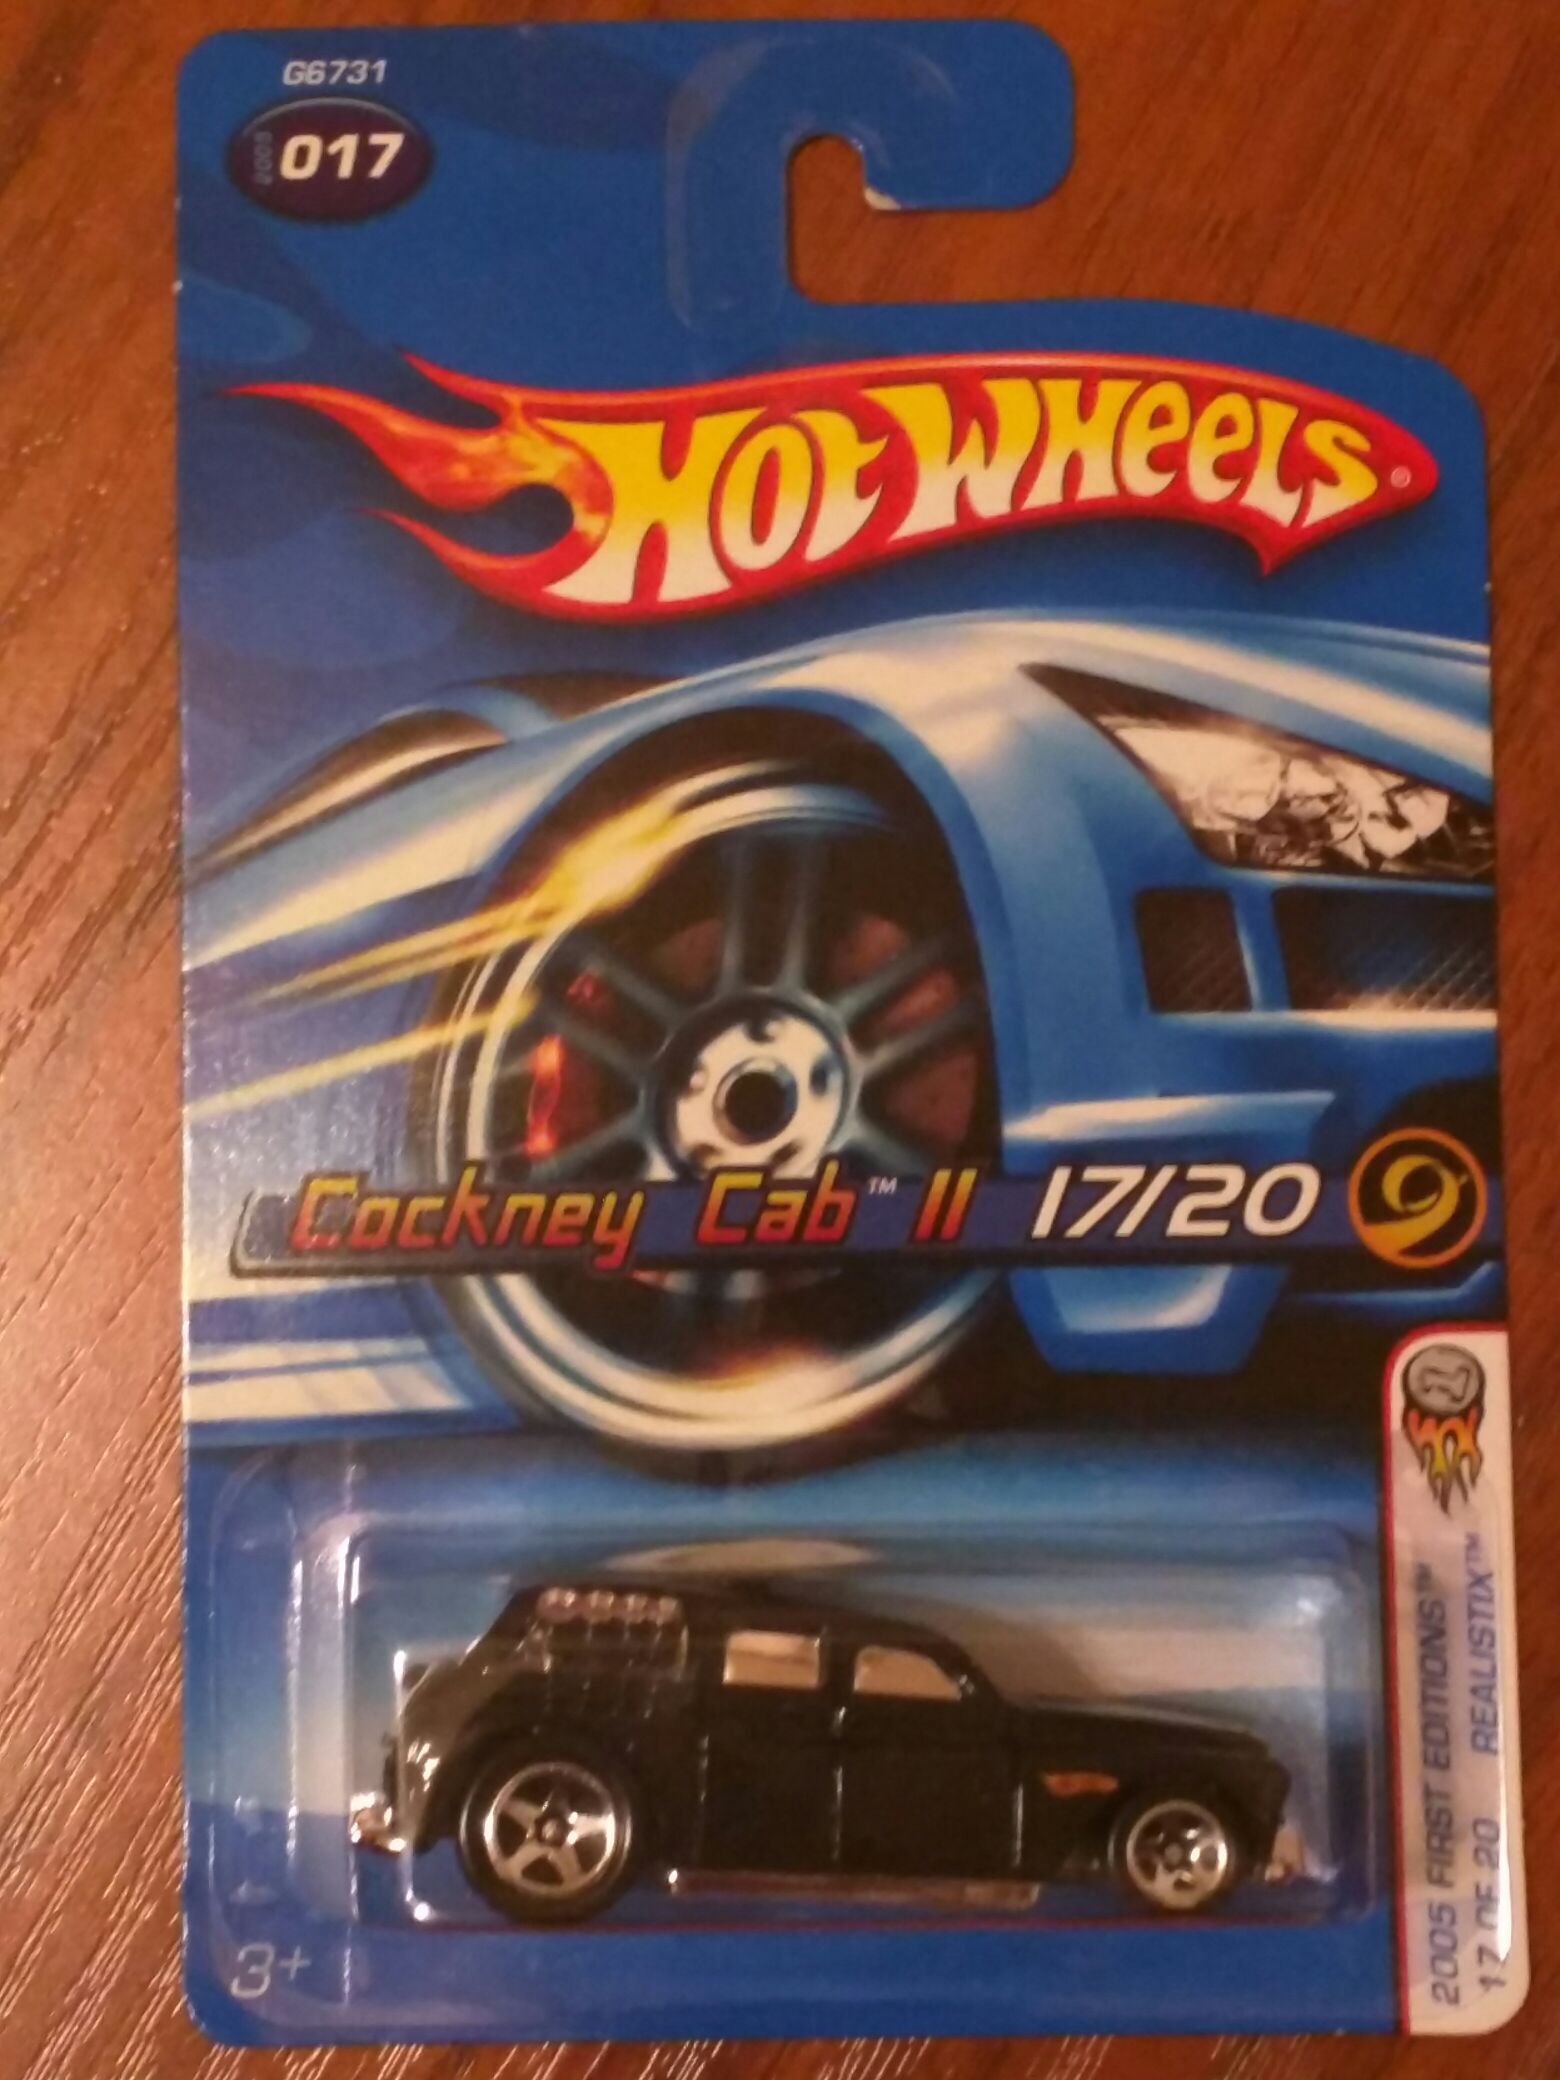 G6731
2005 017
HOT WHEELS®
Cockney Cab™ II 17/20
2005 FIRST EDITIONS™
17 OF 20 REALISTIX™
3+